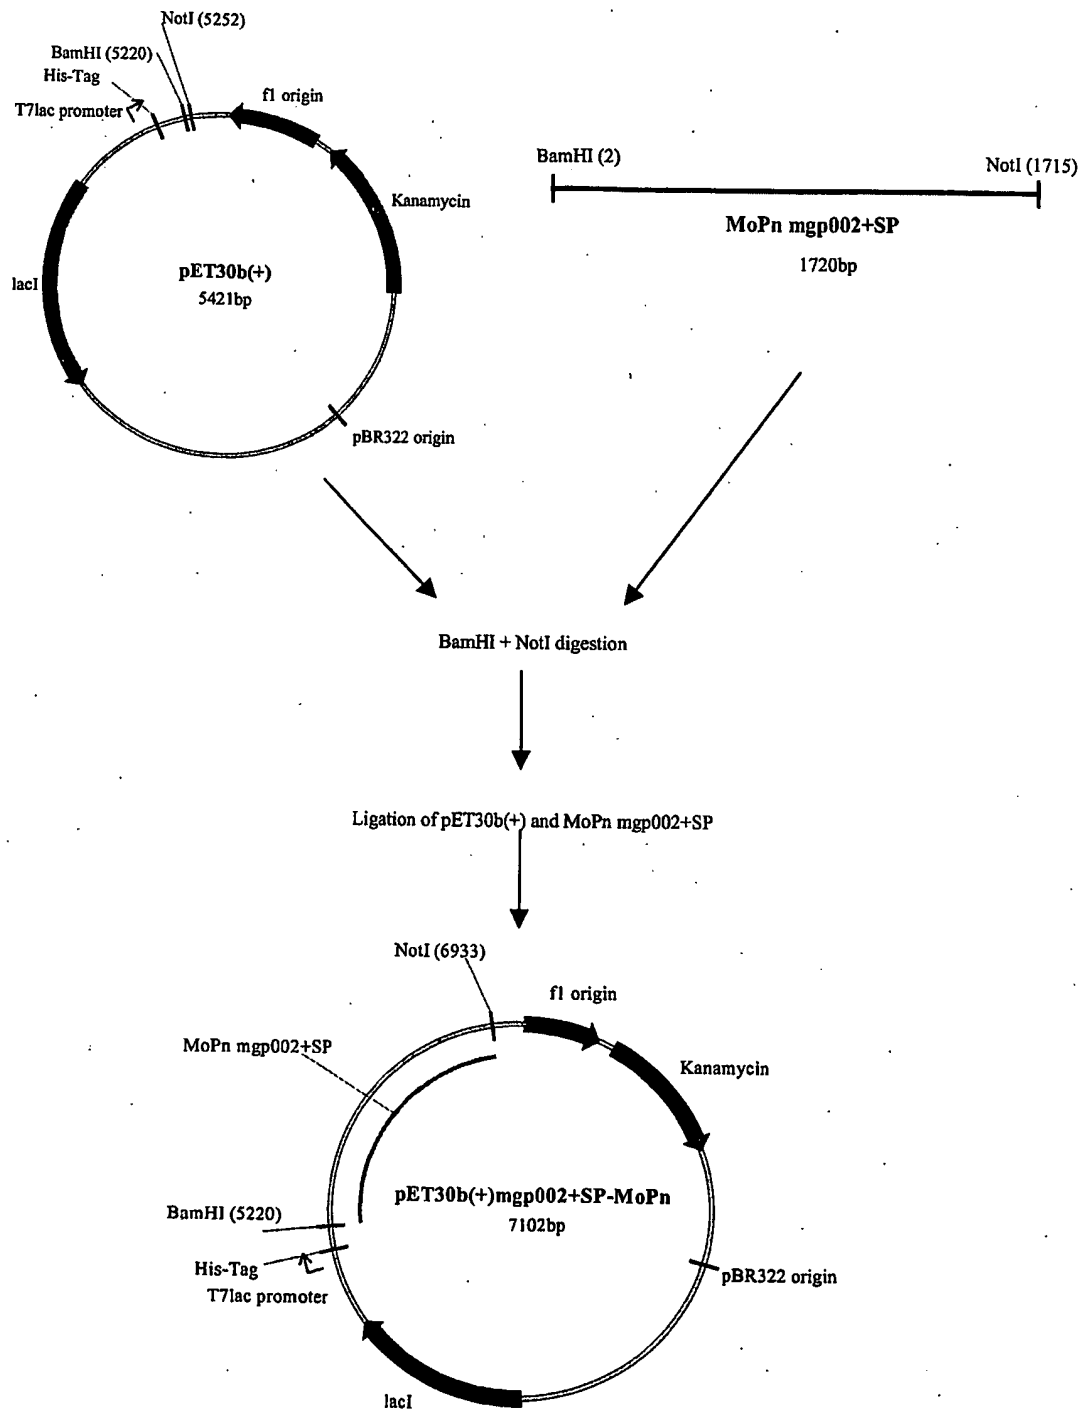 NotI (5252)
BamHI (5220)
His-Tag
T7lac promoter
f1 origin
Kanamycin
lacI
pET30b(+)
5421bp
pBR322 origin
BamHI (2)
NotI (1715)
MoPn mgp002+SP
1720bp
BamHI + NotI digestion
Ligation of pET30b(+) and MoPn mgp002+SP
NotI (6933)
f1 origin
MoPn mgp002+SP
Kanamycin
pET30b(+)mgp002+SP-MoPn
7102bp
BamHI (5220)
His-Tag
T7lac promoter
pBR322 origin
lacI